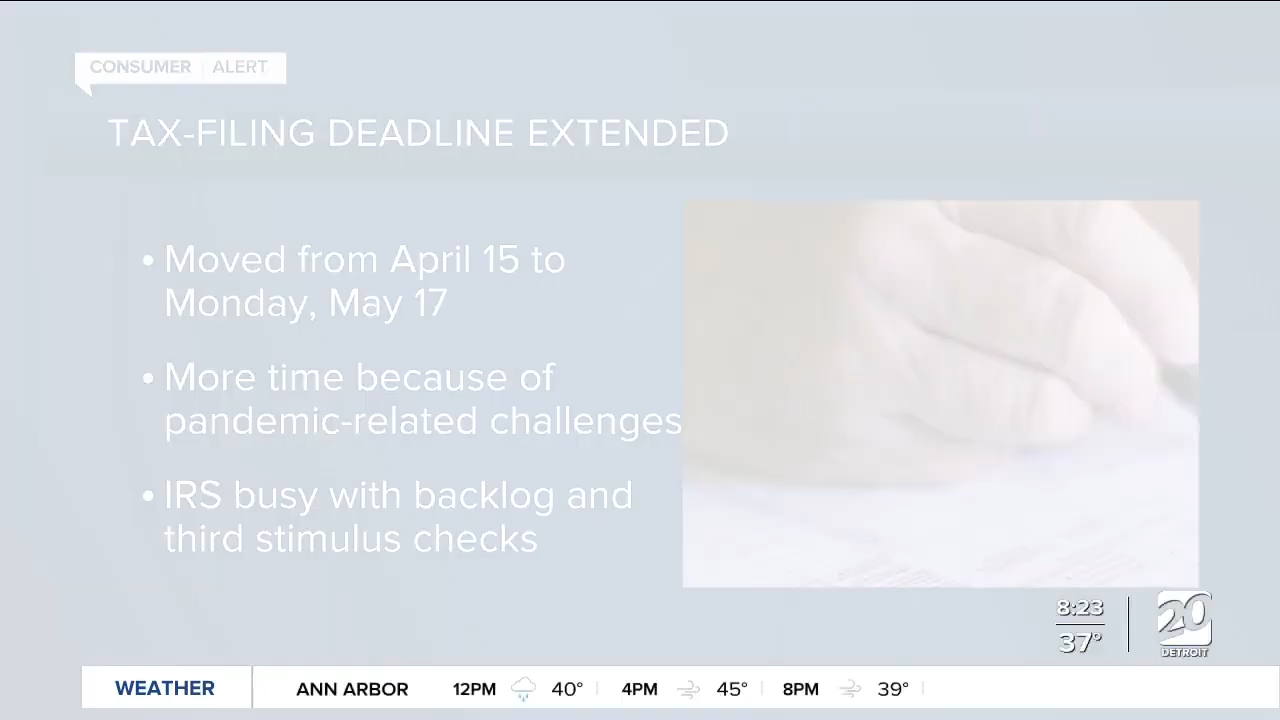 CONSUMER ALERT
TAX-FILING DEADLINE EXTENDED
• Moved from April 15 to
Monday, May 17
• More time because of
pandemic-related challenges
• IRS busy with backlog and
third stimulus checks
8:23
37°
20
DETROIT
WEATHER ANN ARBOR 12PM 40° 4PM 45° 8PM 39°